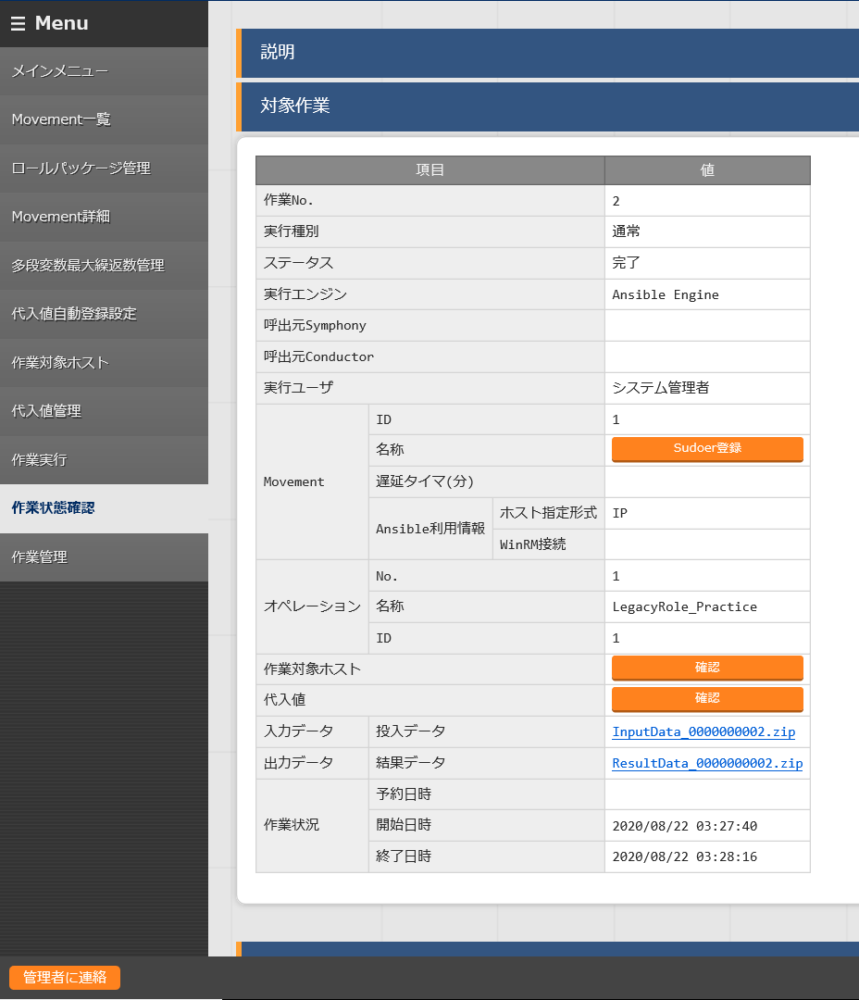 ☰ Menu
メインメニュー
Movement一覧
ロールパッケージ管理
Movement詳細
多段変数最大繰返数管理
代入値自動登録設定
作業対象ホスト
代入値管理
作業実行
作業状態確認
作業管理
説明
対象作業
項目 値
作業No. 2
実行種別 通常
ステータス 完了
実行エンジン Ansible Engine
呼出元Symphony
呼出元Conductor
実行ユーザ システム管理者
Movement ID 1
名称 Sudoer登録
遅延タイマ(分)
Ansible利用情報 ホスト指定形式 IP
WinRM接続
オペレーション No. 1
名称 LegacyRole_Practice
ID 1
作業対象ホスト 確認
代入値 確認
入力データ 投入データ InputData_0000000002.zip
出力データ 結果データ ResultData_0000000002.zip
作業状況 予約日時
開始日時 2020/08/22 03:27:40
終了日時 2020/08/22 03:28:16
管理者に連絡